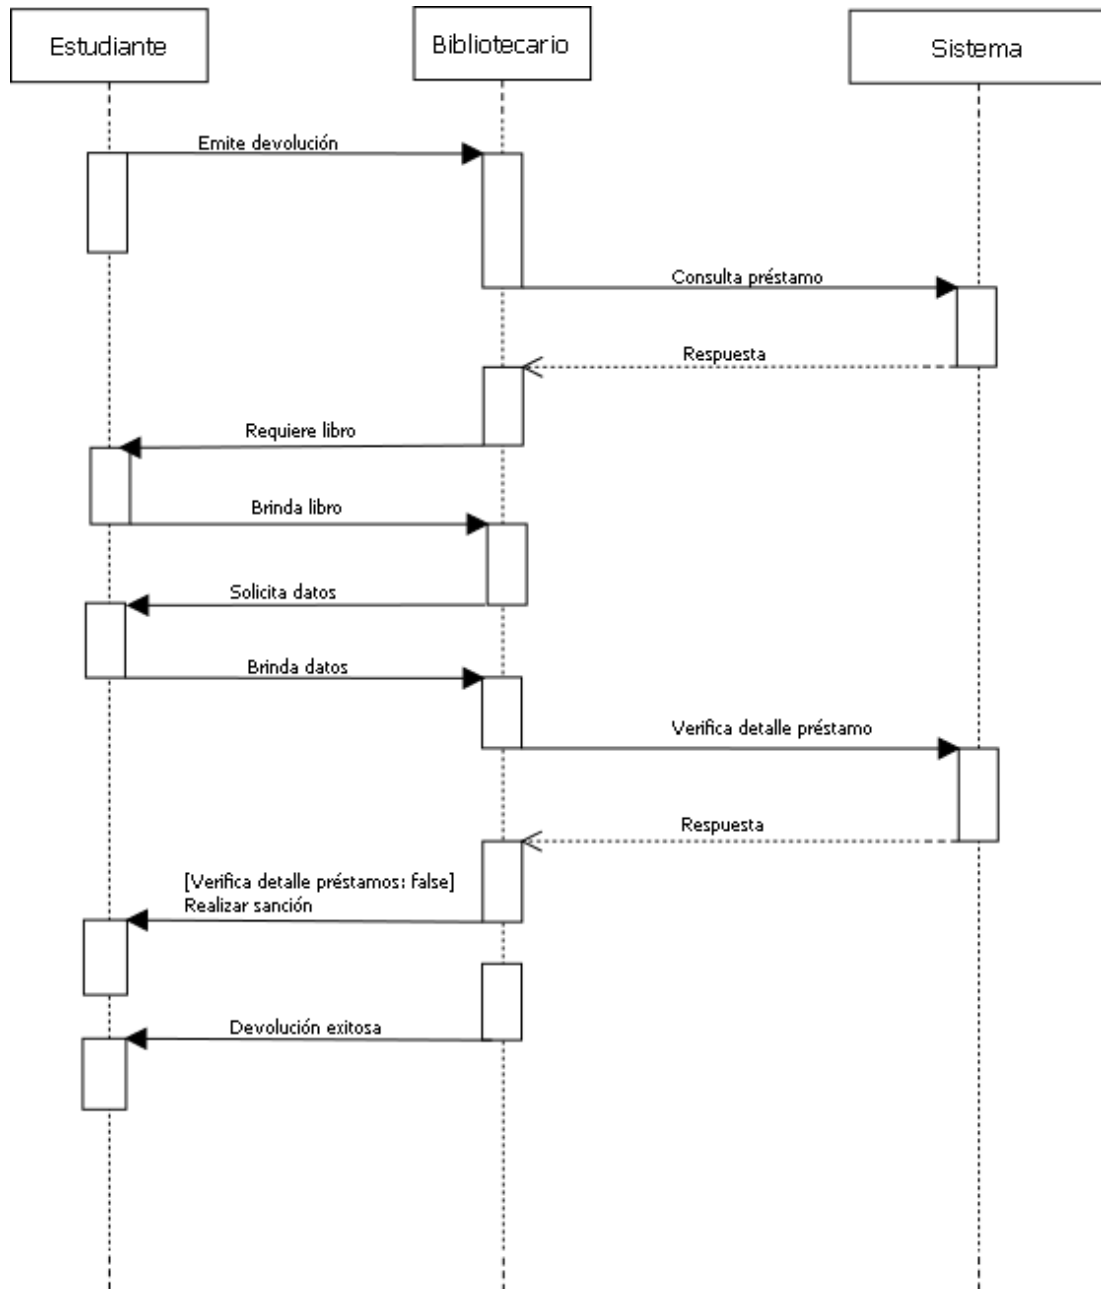 Estudiante
Bibliotecario
Sistema
Emite devolución
Consulta préstamo
Respuesta
Requiere libro
Brinda libro
Solicita datos
Brinda datos
Verifica detalle préstamo
Respuesta
[Verifica detalle préstamos: false]
Realizar sanción
Devolución exitosa